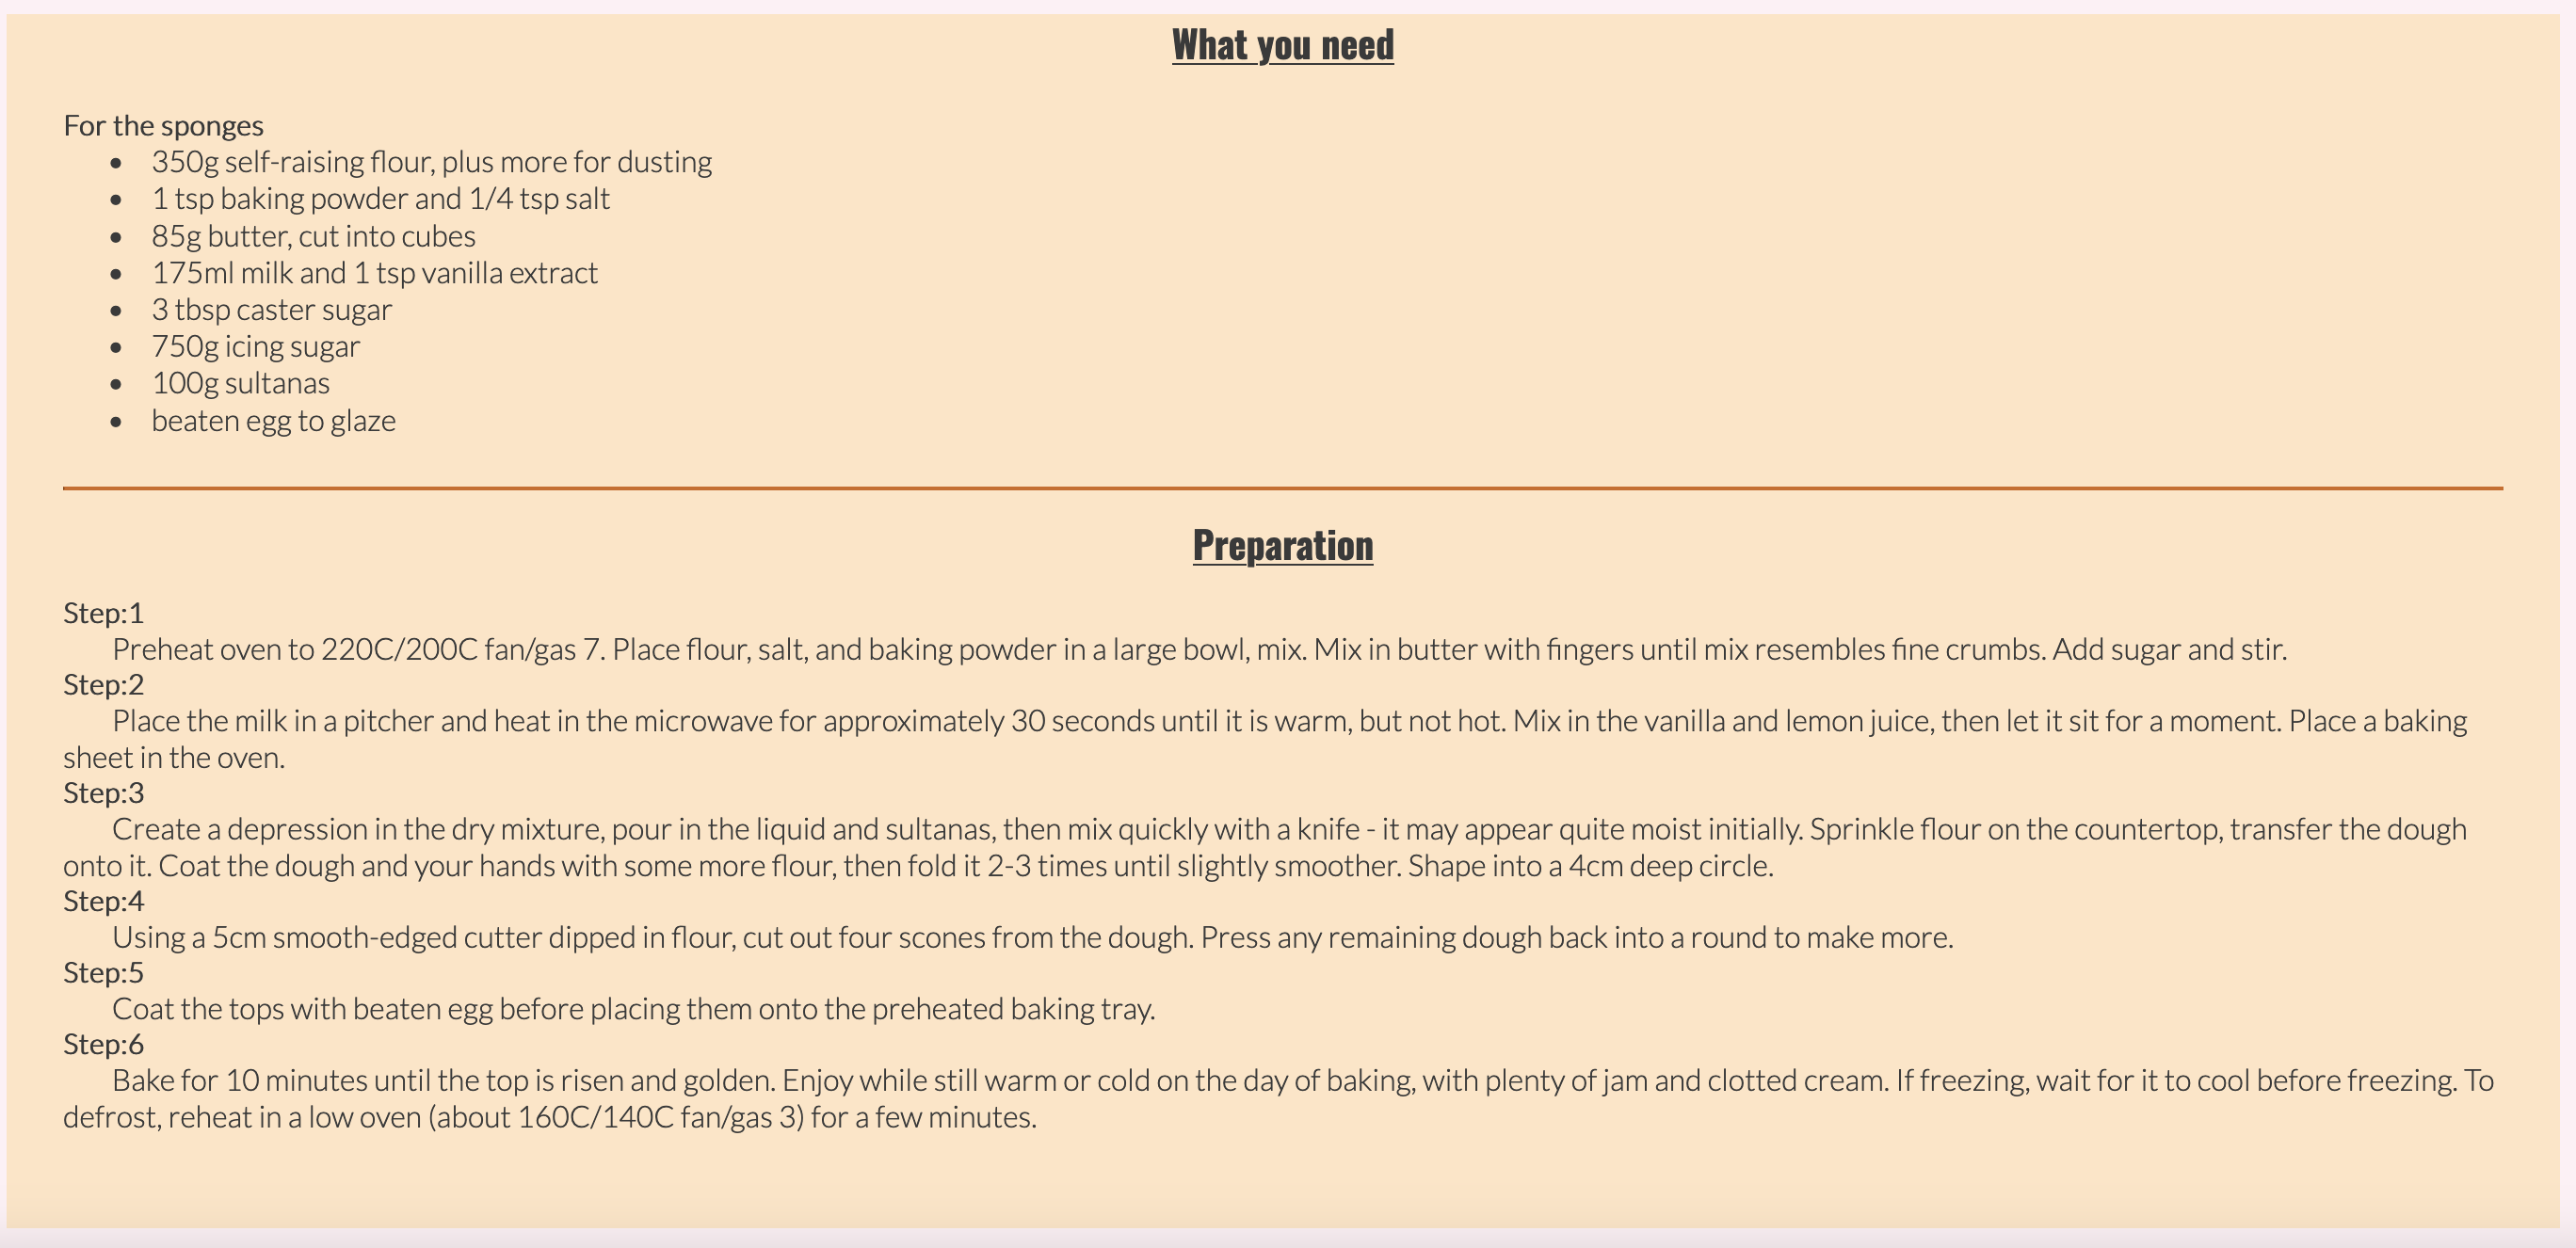 What you need
For the sponges
• 350g self-raising flour, plus more for dusting
• 1 tsp baking powder and 1/4 tsp salt
• 85g butter, cut into cubes
• 175ml milk and 1 tsp vanilla extract
• 3 tbsp caster sugar
• 750g icing sugar
• 100g sultanas
• beaten egg to glaze
Preparation
Step:1
Preheat oven to 220C/200C fan/gas 7. Place flour, salt, and baking powder in a large bowl, mix. Mix in butter with fingers until mix resembles fine crumbs. Add sugar and stir.
Step:2
Place the milk in a pitcher and heat in the microwave for approximately 30 seconds until it is warm, but not hot. Mix in the vanilla and lemon juice, then let it sit for a moment. Place a baking
sheet in the oven.
Step:3
Create a depression in the dry mixture, pour in the liquid and sultanas, then mix quickly with a knife - it may appear quite moist initially. Sprinkle flour on the countertop, transfer the dough
onto it. Coat the dough and your hands with some more flour, then fold it 2-3 times until slightly smoother. Shape into a 4cm deep circle.
Step:4
Using a 5cm smooth-edged cutter dipped in flour, cut out four scones from the dough. Press any remaining dough back into a round to make more.
Step:5
Coat the tops with beaten egg before placing them onto the preheated baking tray.
Step:6
Bake for 10 minutes until the top is risen and golden. Enjoy while still warm or cold on the day of baking, with plenty of jam and clotted cream. If freezing, wait for it to cool before freezing. To
defrost, reheat in a low oven (about 160C/140C fan/gas 3) for a few minutes.